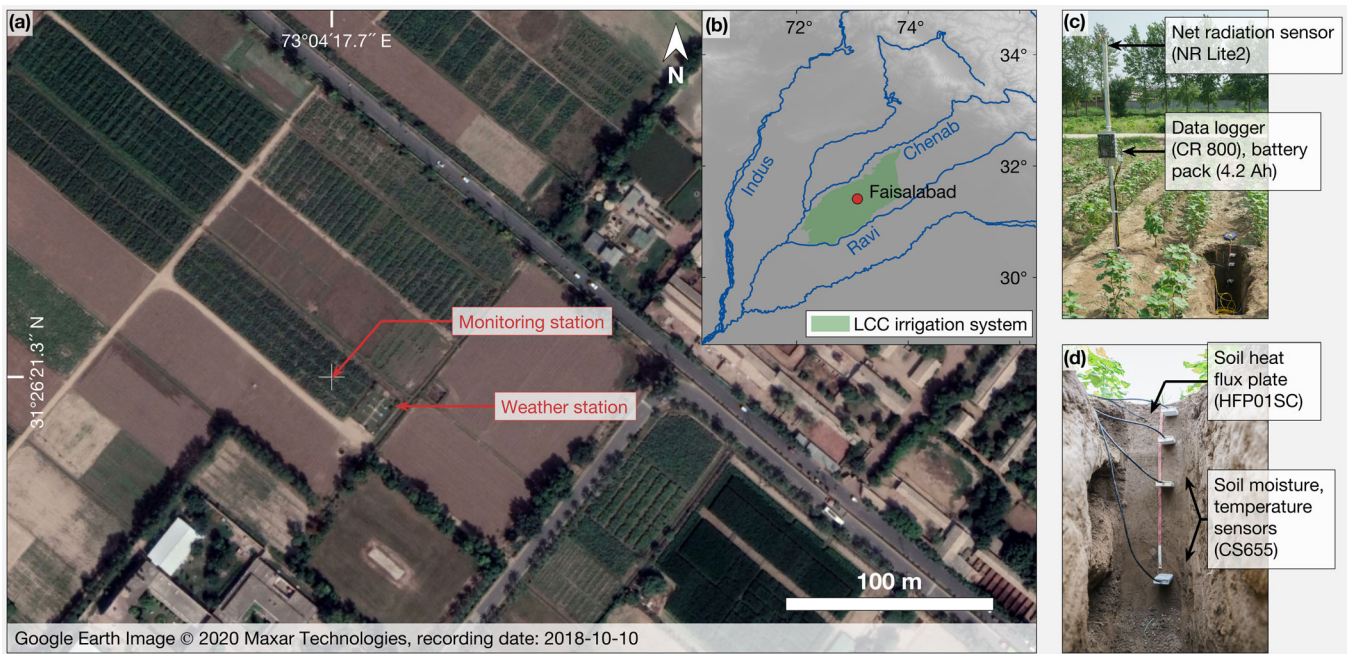 (a)
73°04′17.7″ E
N
31°26′21.3″ N
Monitoring station
Weather station
100 m
Google Earth Image © 2020 Maxar Technologies, recording date: 2018-10-10
(b)
72° 74°
34°
32°
30°
Indus
Chenab
Faisalabad
Ravi
LCC irrigation system
(c)
Net radiation sensor
(NR Lite2)
Data logger
(CR 800), battery
pack (4.2 Ah)
(d)
Soil heat
flux plate
(HFP01SC)
Soil moisture,
temperature
sensors
(CS655)